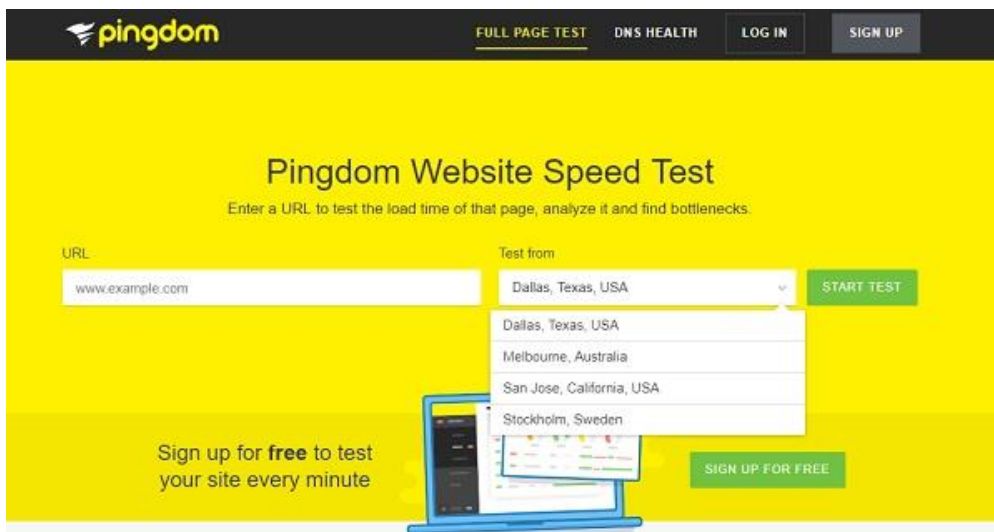 pingdom
FULL PAGE TEST
DNS HEALTH
LOG IN
SIGN UP
Pingdom Website Speed Test
Enter a URL to test the load time of that page, analyze it and find bottlenecks.
URL
Test from
www.example.com
Dallas, Texas, USA
START TEST
Dallas, Texas, USA
Melbourne, Australia
San Jose, California, USA
Stockholm, Sweden
Sign up for free to test
your site every minute
SIGN UP FOR FREE